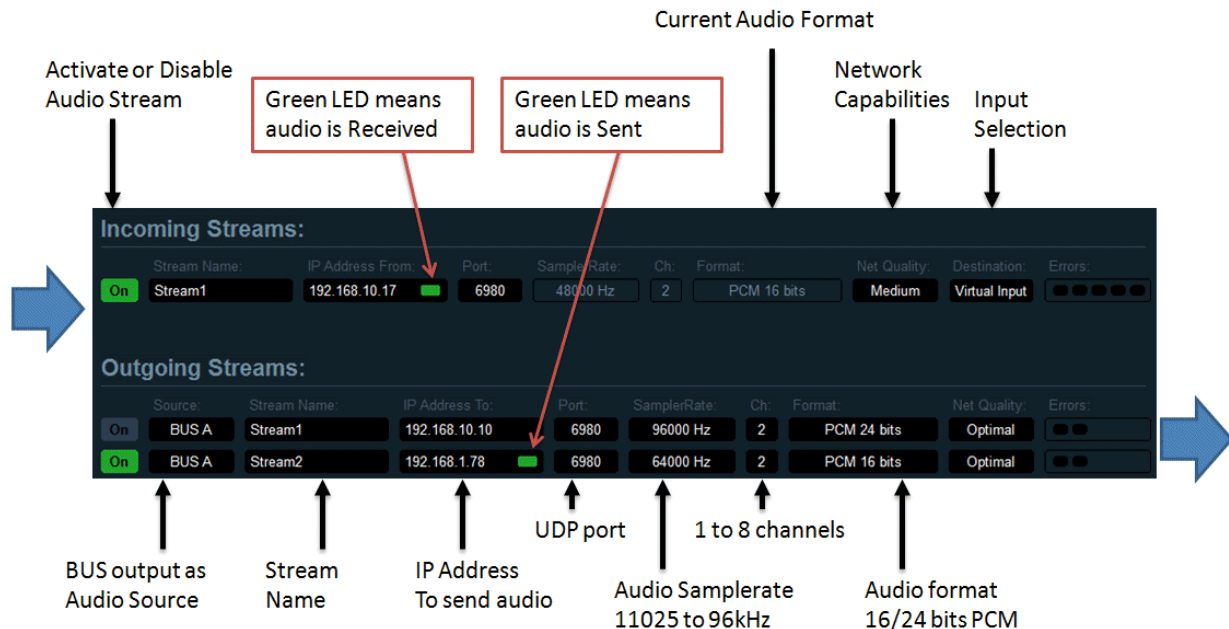 Current Audio Format
Activate or Disable
Audio Stream
Green LED means
audio is Received
Green LED means
audio is Sent
Network
Capabilities
Input
Selection
Incoming Streams:
Stream Name: IP Address From: Port: SamplerRate: Ch: Format: Net Quality: Destination: Errors:
On Stream1 192.168.10.17 6980 48000 Hz 2 PCM 16 bits Medium Virtual Input
Outgoing Streams:
Source: Stream Name: IP Address To: Port: SamplerRate: Ch: Format: Net Quality: Errors:
On BUS A Stream1 192.168.10.10 6980 96000 Hz 2 PCM 24 bits Optimal
On BUS A Stream2 192.168.1.78 6980 64000 Hz 2 PCM 16 bits Optimal
UDP port
1 to 8 channels
BUS output as
Audio Source
Stream
Name
IP Address
To send audio
Audio Samplerate
11025 to 96kHz
Audio format
16/24 bits PCM